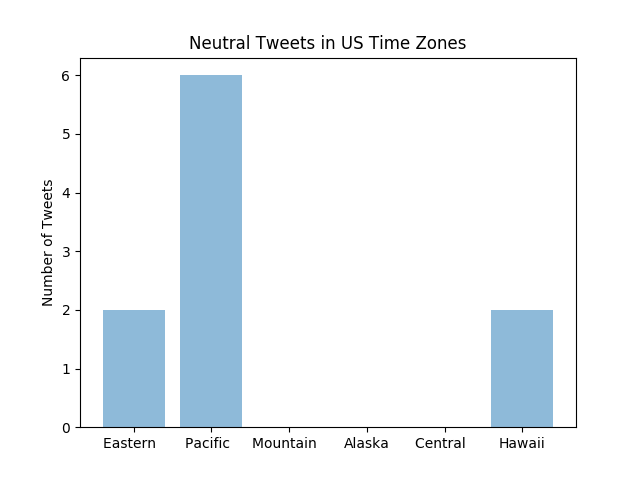 Neutral Tweets in US Time Zones
Number of Tweets
6
5
4
3
2
1
0
Eastern Pacific Mountain Alaska Central Hawaii